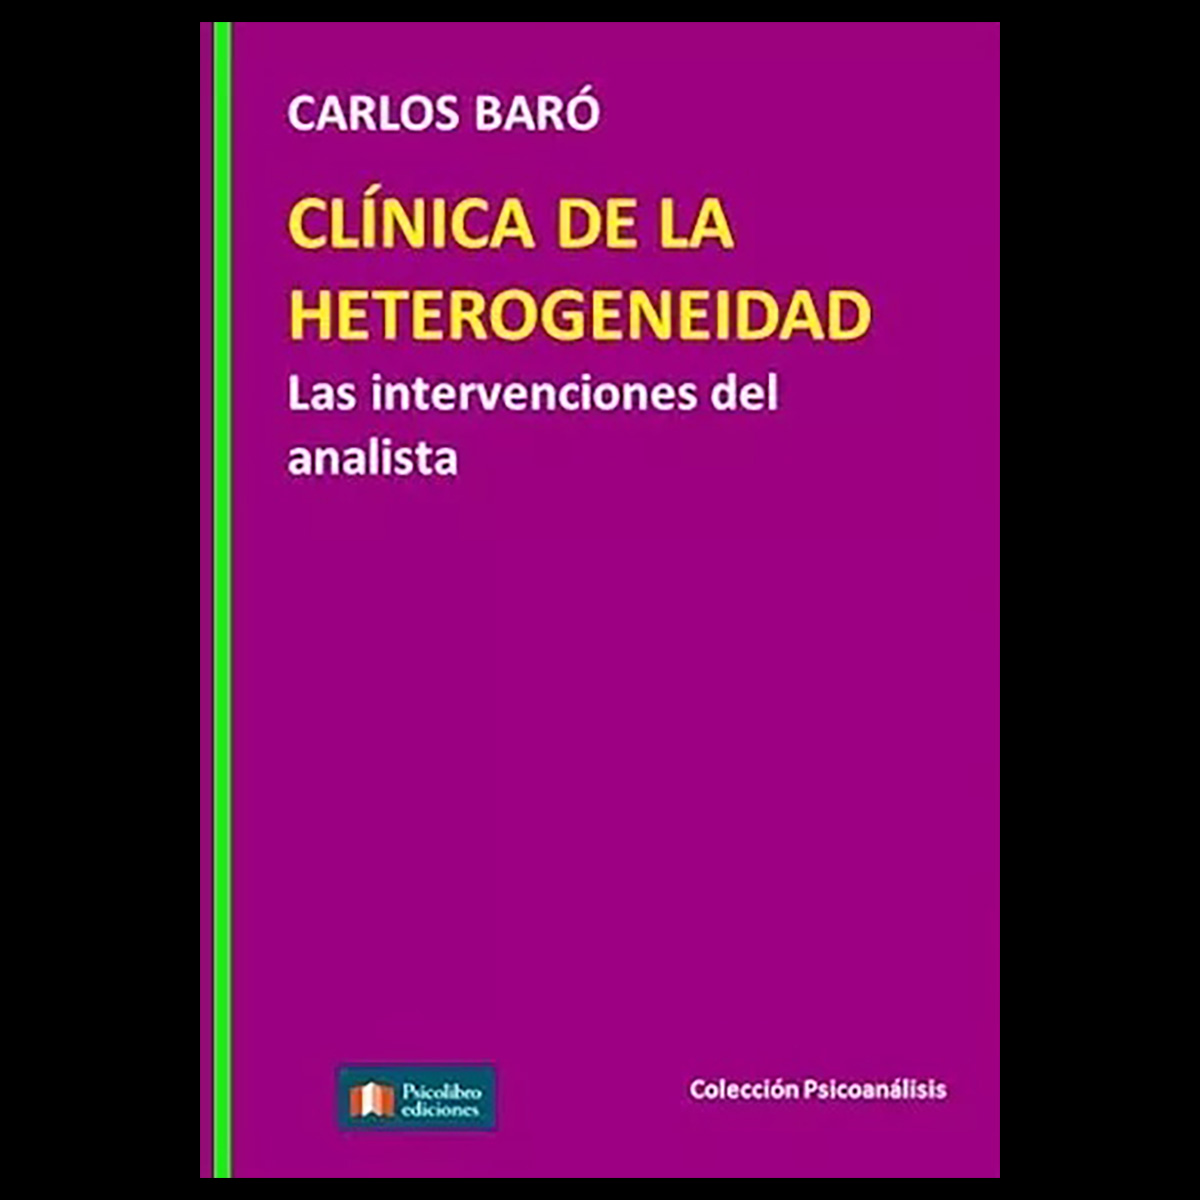 CARLOS BARÓ
CLÍNICA DE LA
HETEROGENEIDAD
Las intervenciones del
analista
Psicolibro
ediciones
Colección Psicoanálisis